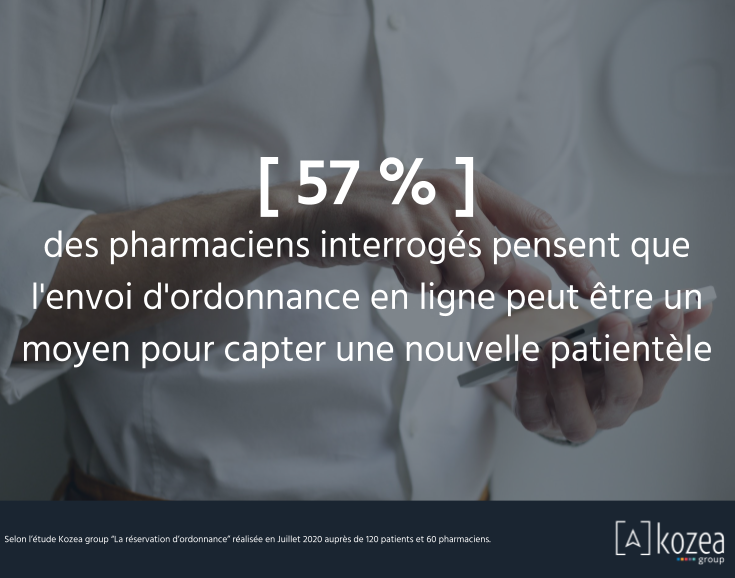 [ 57 % ]
des pharmaciens interrogés pensent que
l'envoi d'ordonnance en ligne peut être un
moyen pour capter une nouvelle patientèle
Selon l'étude Kozea group "La réservation d'ordonnance" réalisée en Juillet 2020 auprès de 120 patients et 60 pharmaciens.
[A] kozea
group